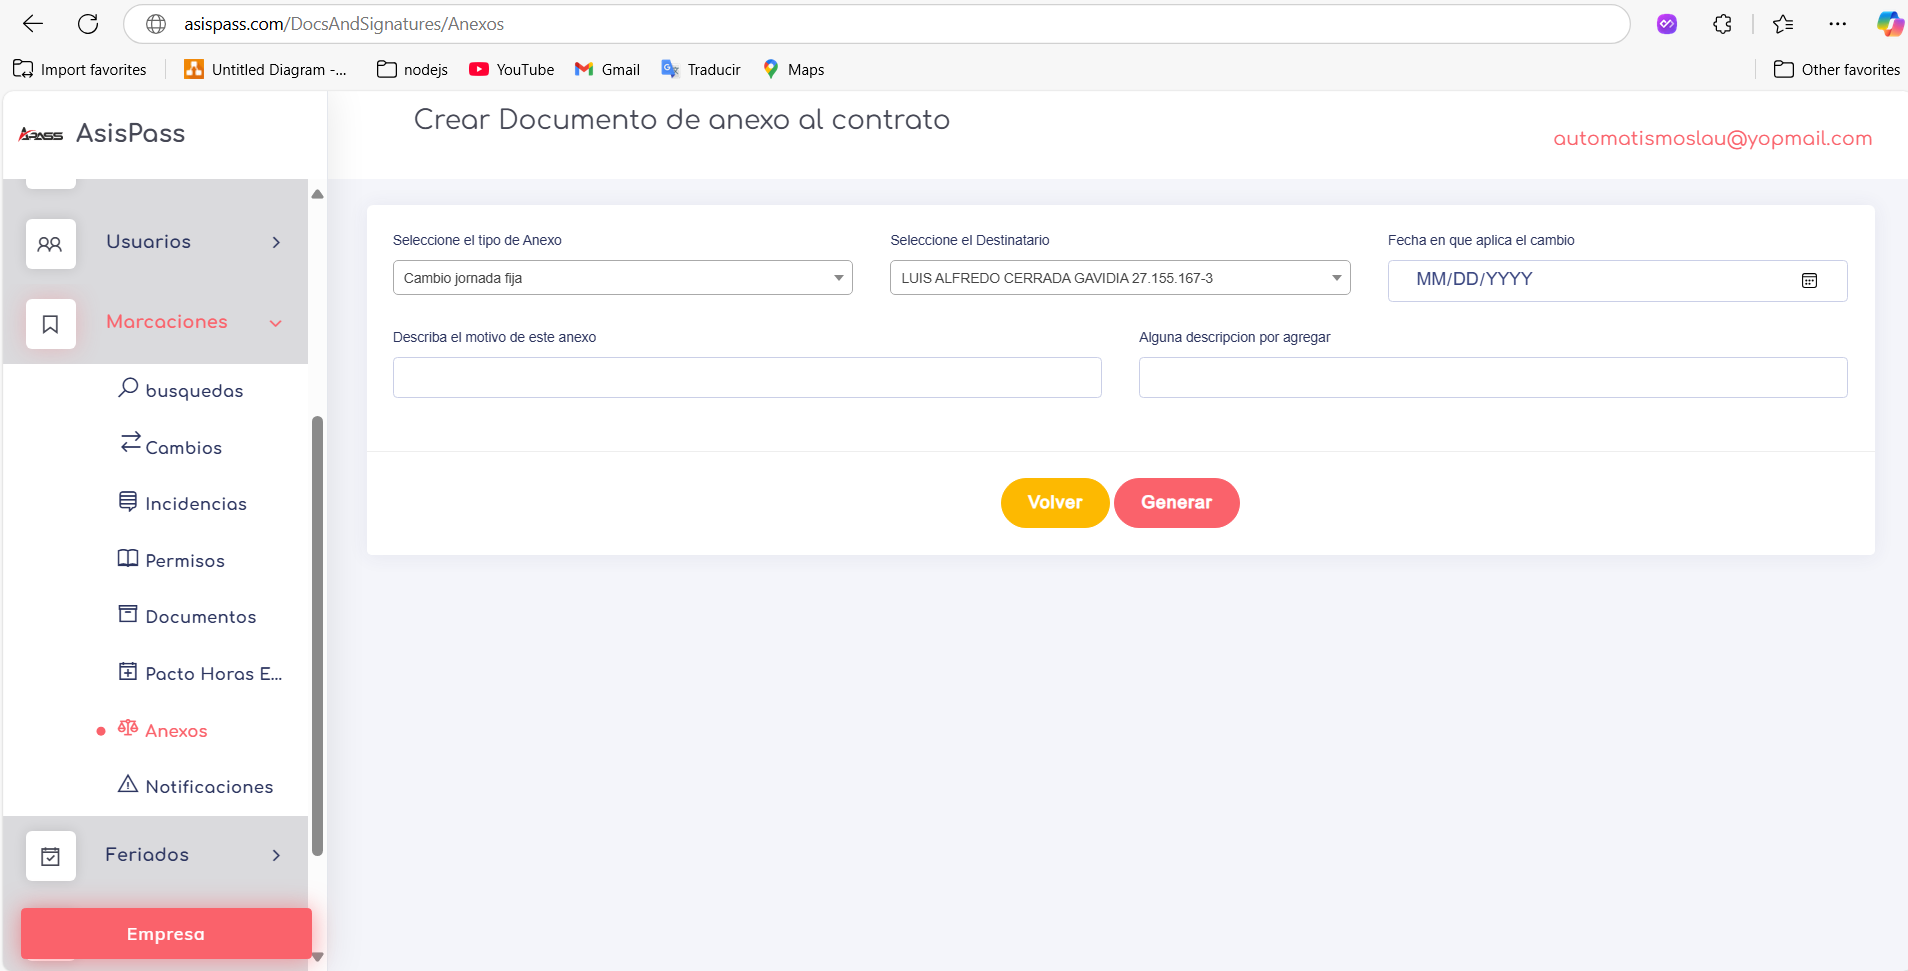 asispass.com/DocsAndSignatures/Anexos
Import favorites
Untitled Diagram -...
nodejs
YouTube
Gmail
Traducir
Maps
Other favorites
APASS AsisPass
Crear Documento de anexo al contrato
automatismoslau@yopmail.com
Usuarios
Marcaciones
busquedas
Cambios
Incidencias
Permisos
Documentos
Pacto Horas E...
Anexos
Notificaciones
Feriados
Empresa
Seleccione el tipo de Anexo
Cambio jornada fija
Seleccione el Destinatario
LUIS ALFREDO CERRADA GAVIDIA 27.155.167-3
Fecha en que aplica el cambio
MM/DD/YYYY
Describa el motivo de este anexo
Alguna descripcion por agregar
Volver
Generar